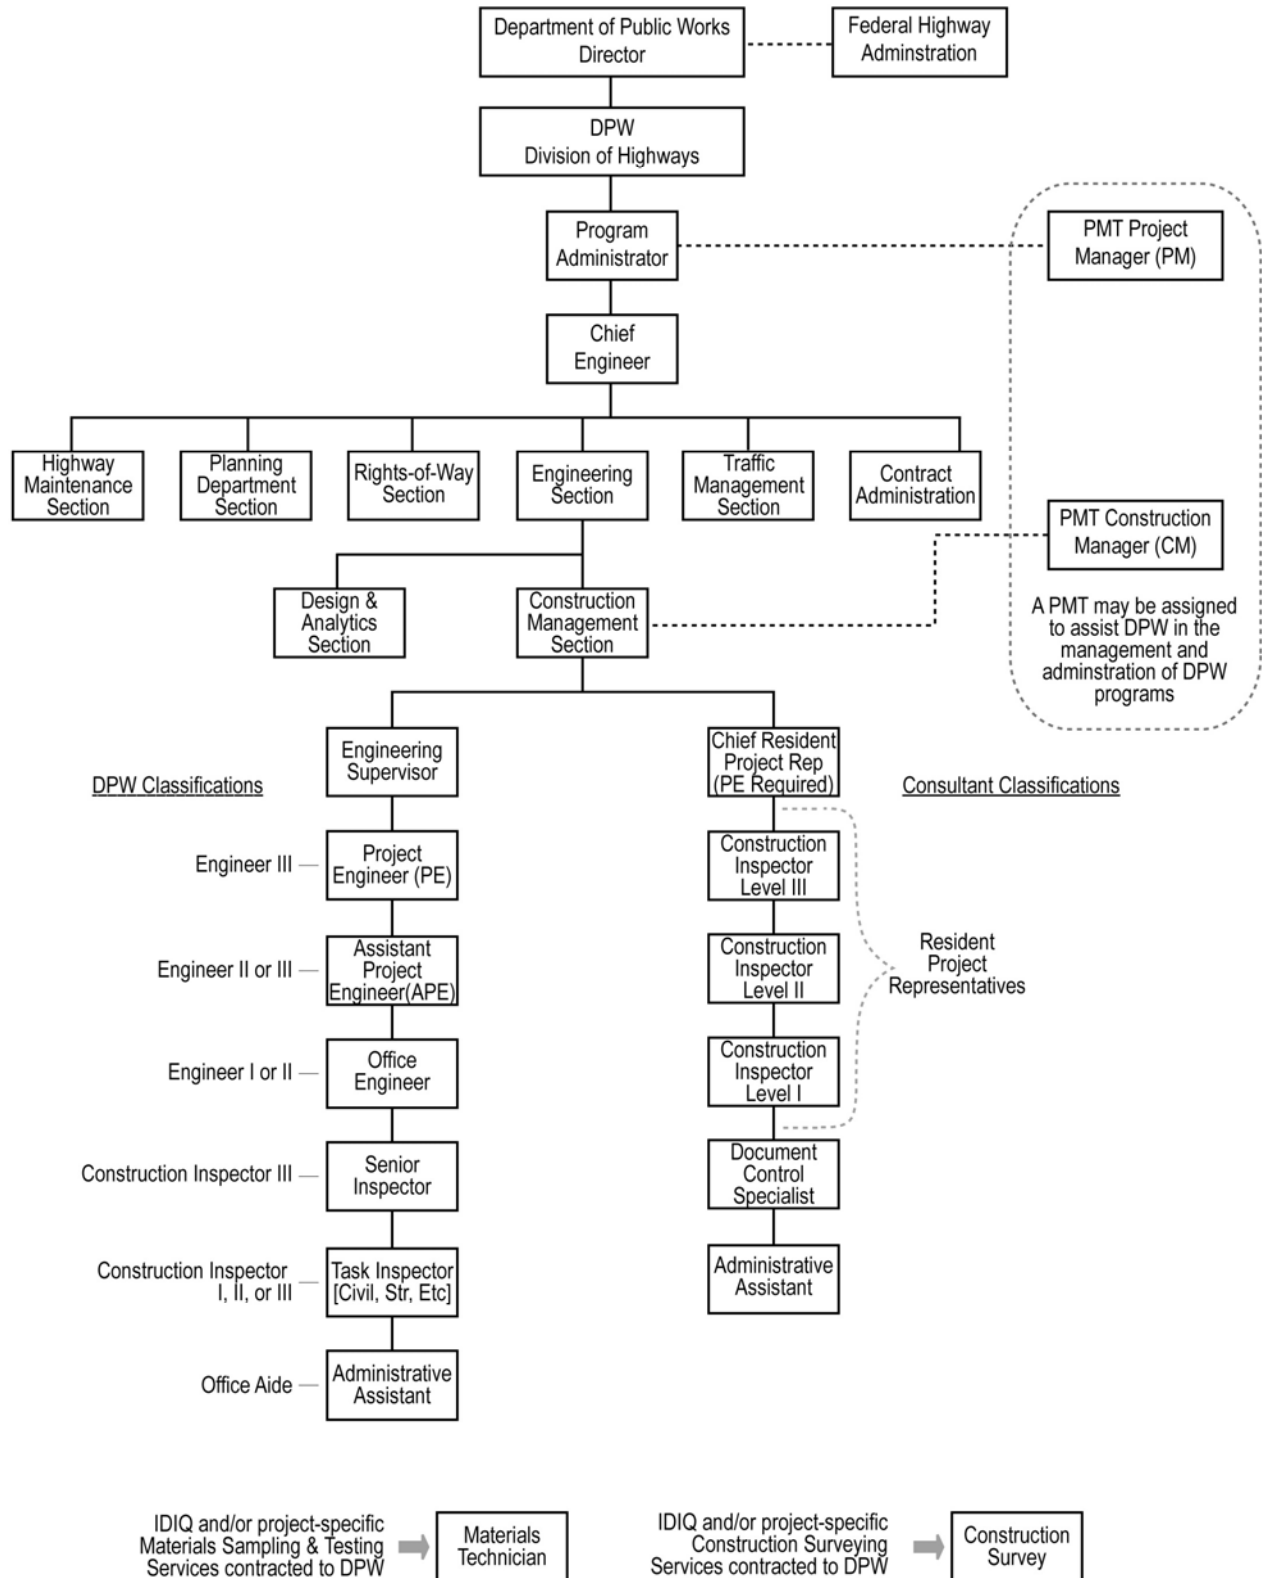 Department of Public Works
Director
Federal Highway
Adminstration
DPW
Division of Highways
Program
Administrator
PMT Project
Manager (PM)
Chief
Engineer
Highway
Maintenance
Section
Planning
Department
Section
Rights-of-Way
Section
Engineering
Section
Traffic
Management
Section
Contract
Administration
PMT Construction
Manager (CM)
A PMT may be assigned
to assist DPW in the
management and
adminstration of DPW
programs
Design &
Analytics
Section
Construction
Management
Section
Engineering
Supervisor
Chief Resident
Project Rep
(PE Required)
DPW Classifications
Consultant Classifications
Engineer III
Project
Engineer (PE)
Construction
Inspector
Level III
Engineer II or III
Assistant
Project
Engineer(APE)
Construction
Inspector
Level II
Resident
Project
Representatives
Engineer I or II
Office
Engineer
Construction
Inspector
Level I
Construction Inspector III
Senior
Inspector
Document
Control
Specialist
Construction Inspector
I, II, or III
Task Inspector
[Civil, Str, Etc]
Administrative
Assistant
Office Aide
Administrative
Assistant
IDIQ and/or project-specific
Materials Sampling & Testing
Services contracted to DPW
Materials
Technician
IDIQ and/or project-specific
Construction Surveying
Services contracted to DPW
Construction
Survey